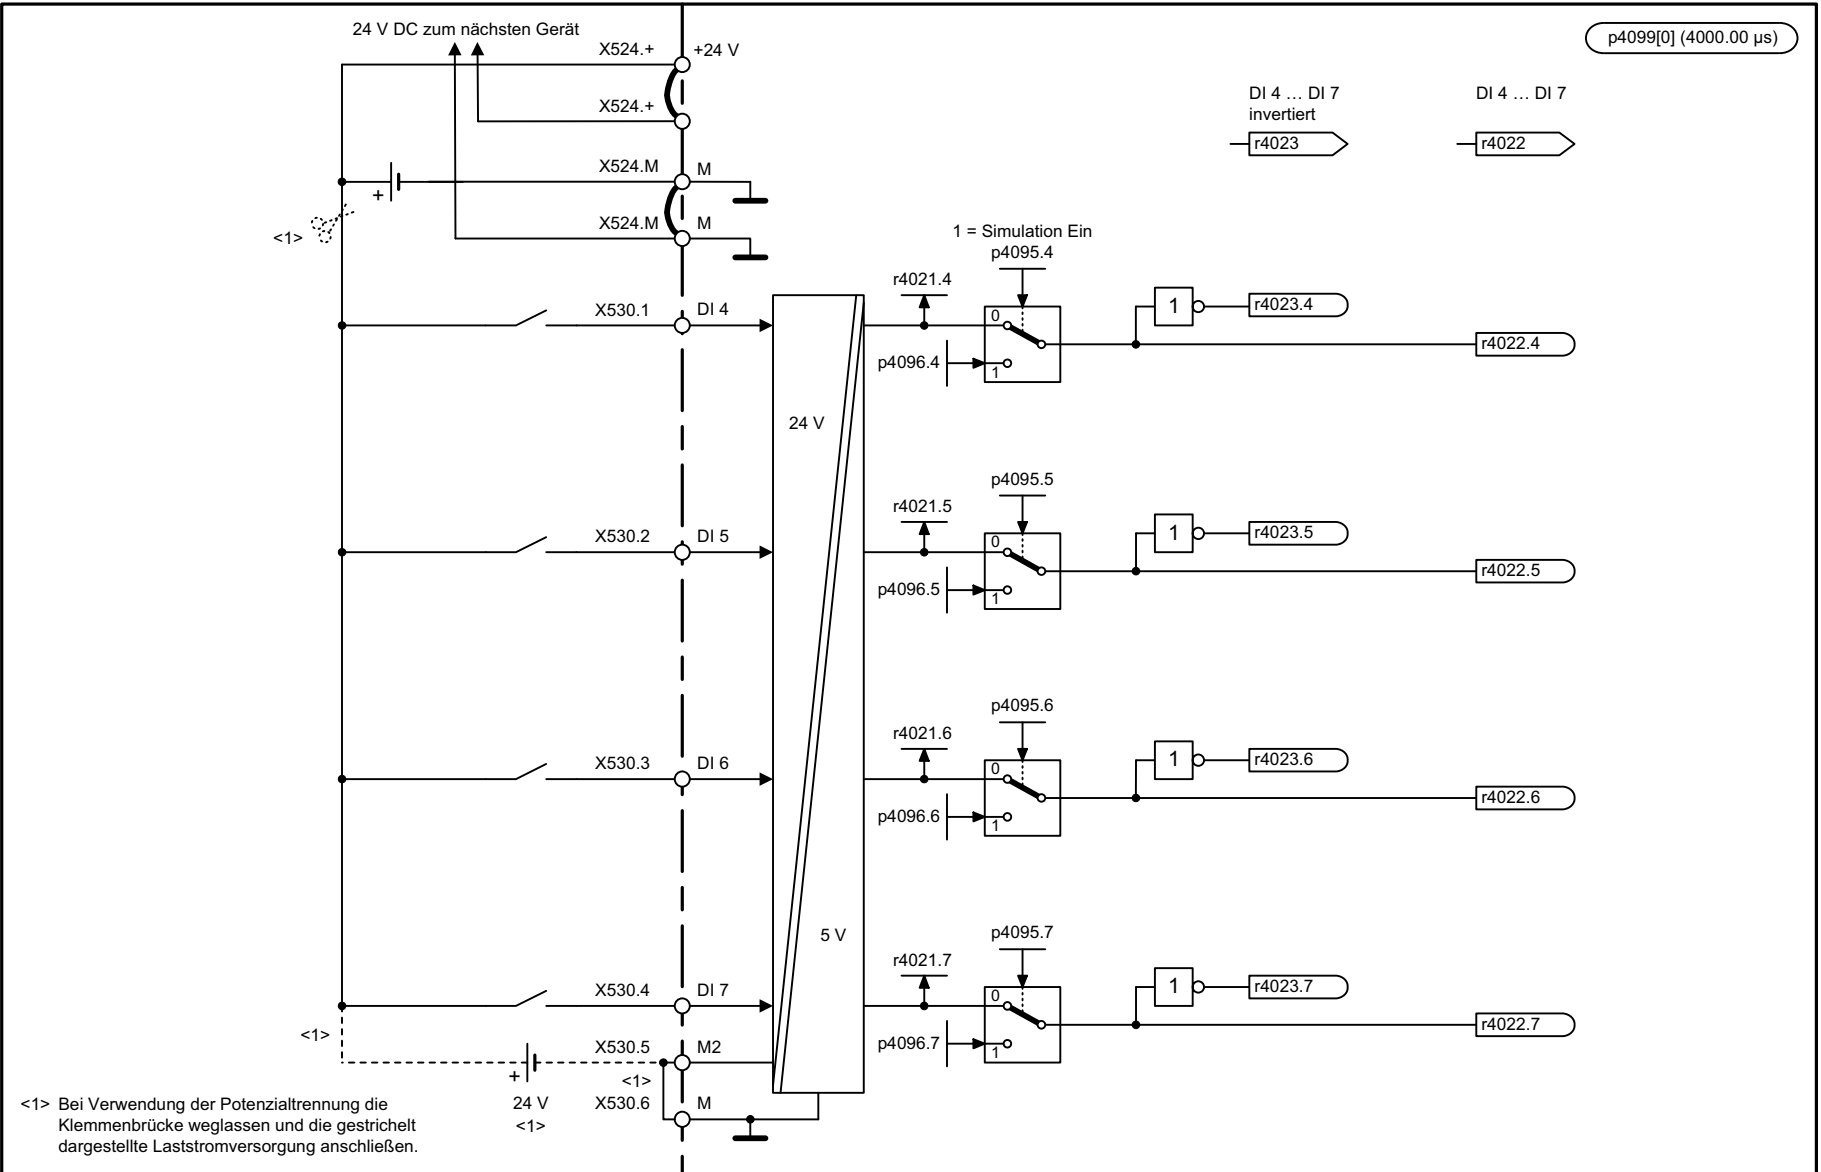 24 V DC zum nächsten Gerät
X524.+
+24 V
p4099[0] (4000.00 µs)
X524.+
DI 4 … DI 7
invertiert
DI 4 … DI 7
r4023
r4022
X524.M
M
+
<1>
X524.M
M
1 = Simulation Ein
p4095.4
r4021.4
X530.1
DI 4
0
1
r4023.4
p4096.4
1
r4022.4
24 V
p4095.5
r4021.5
X530.2
DI 5
0
1
r4023.5
p4096.5
1
r4022.5
p4095.6
r4021.6
X530.3
DI 6
0
1
r4023.6
p4096.6
1
r4022.6
5 V
p4095.7
r4021.7
X530.4
DI 7
0
1
r4023.7
<1>
p4096.7
1
r4022.7
X530.5
M2
+
<1>
24 V
<1>
X530.6
M
<1> Bei Verwendung der Potenzialtrennung die
Klemmenbrücke weglassen und die gestrichelt
dargestellte Laststromversorgung anschließen.